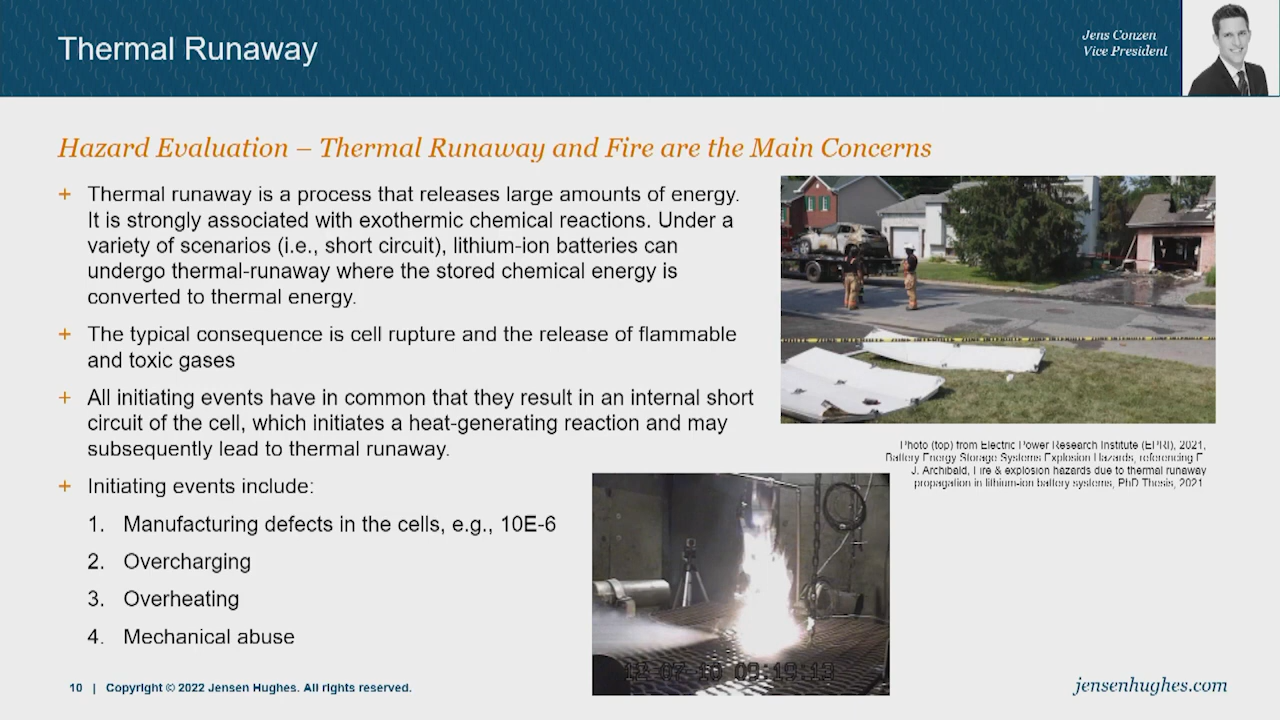 Thermal Runaway
Jens Conzen
Vice President
Hazard Evaluation – Thermal Runaway and Fire are the Main Concerns
+ Thermal runaway is a process that releases large amounts of energy.
It is strongly associated with exothermic chemical reactions. Under a
variety of scenarios (i.e., short circuit), lithium-ion batteries can
undergo thermal-runaway where the stored chemical energy is
converted to thermal energy.
+ The typical consequence is cell rupture and the release of flammable
and toxic gases
+ All initiating events have in common that they result in an internal short
circuit of the cell, which initiates a heat-generating reaction and may
subsequently lead to thermal runaway.
+ Initiating events include:
1. Manufacturing defects in the cells, e.g., 10E-6
2. Overcharging
3. Overheating
4. Mechanical abuse
Photo (top) from Electric Power Research Institute (EPRI), 2021,
Battery Energy Storage Systems Explosion Hazards, referencing E.
J. Archibald, Fire & explosion hazards due to thermal runaway
propagation in lithium-ion battery systems, PhD Thesis, 2021
10 | Copyright © 2022 Jensen Hughes. All rights reserved.
jensenhughes.com